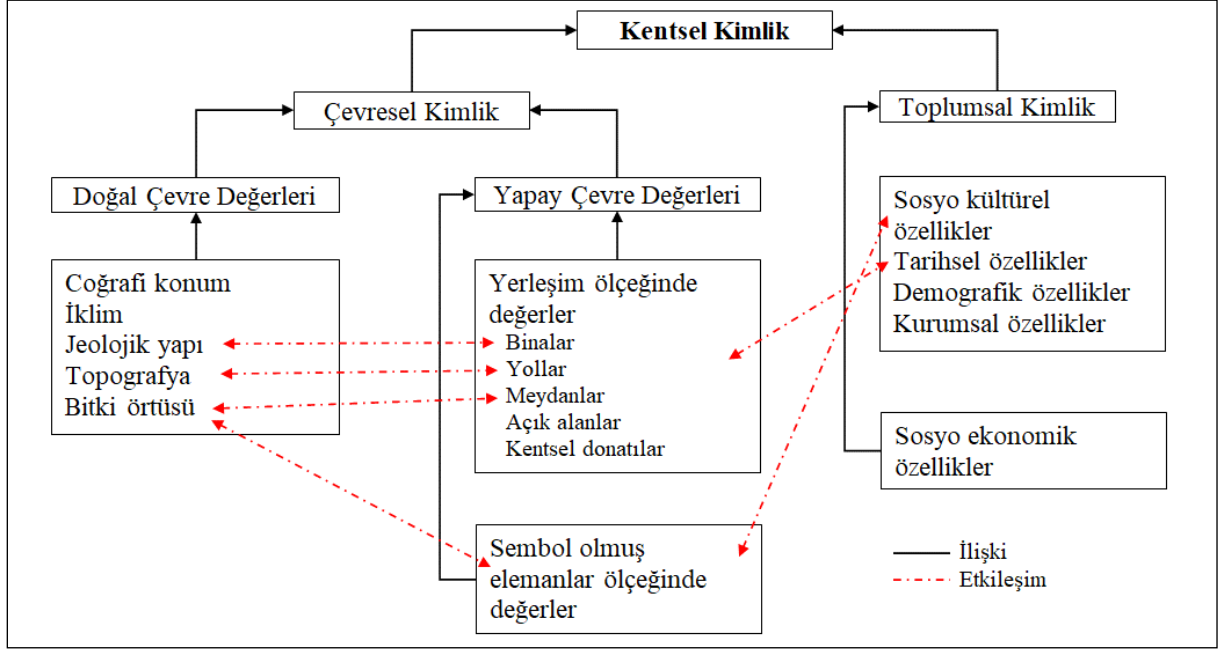 Kentsel Kimlik
Çevresel Kimlik
Toplumsal Kimlik
Doğal Çevre Değerleri
Yapay Çevre Değerleri
Coğrafi konum
İklim
Jeolojik yapı
Topografya
Bitki örtüsü
Yerleşim ölçeğinde
değerler
Binalar
Yollar
Meydanlar
Açık alanlar
Kentsel donatılar
Sembol olmuş
elemanlar ölçeğinde
değerler
Sosyo kültürel
özellikler
Tarihsel özellikler
Demografik özellikler
Kurumsal özellikler
Sosyo ekonomik
özellikler
İlişki
Etkileşim